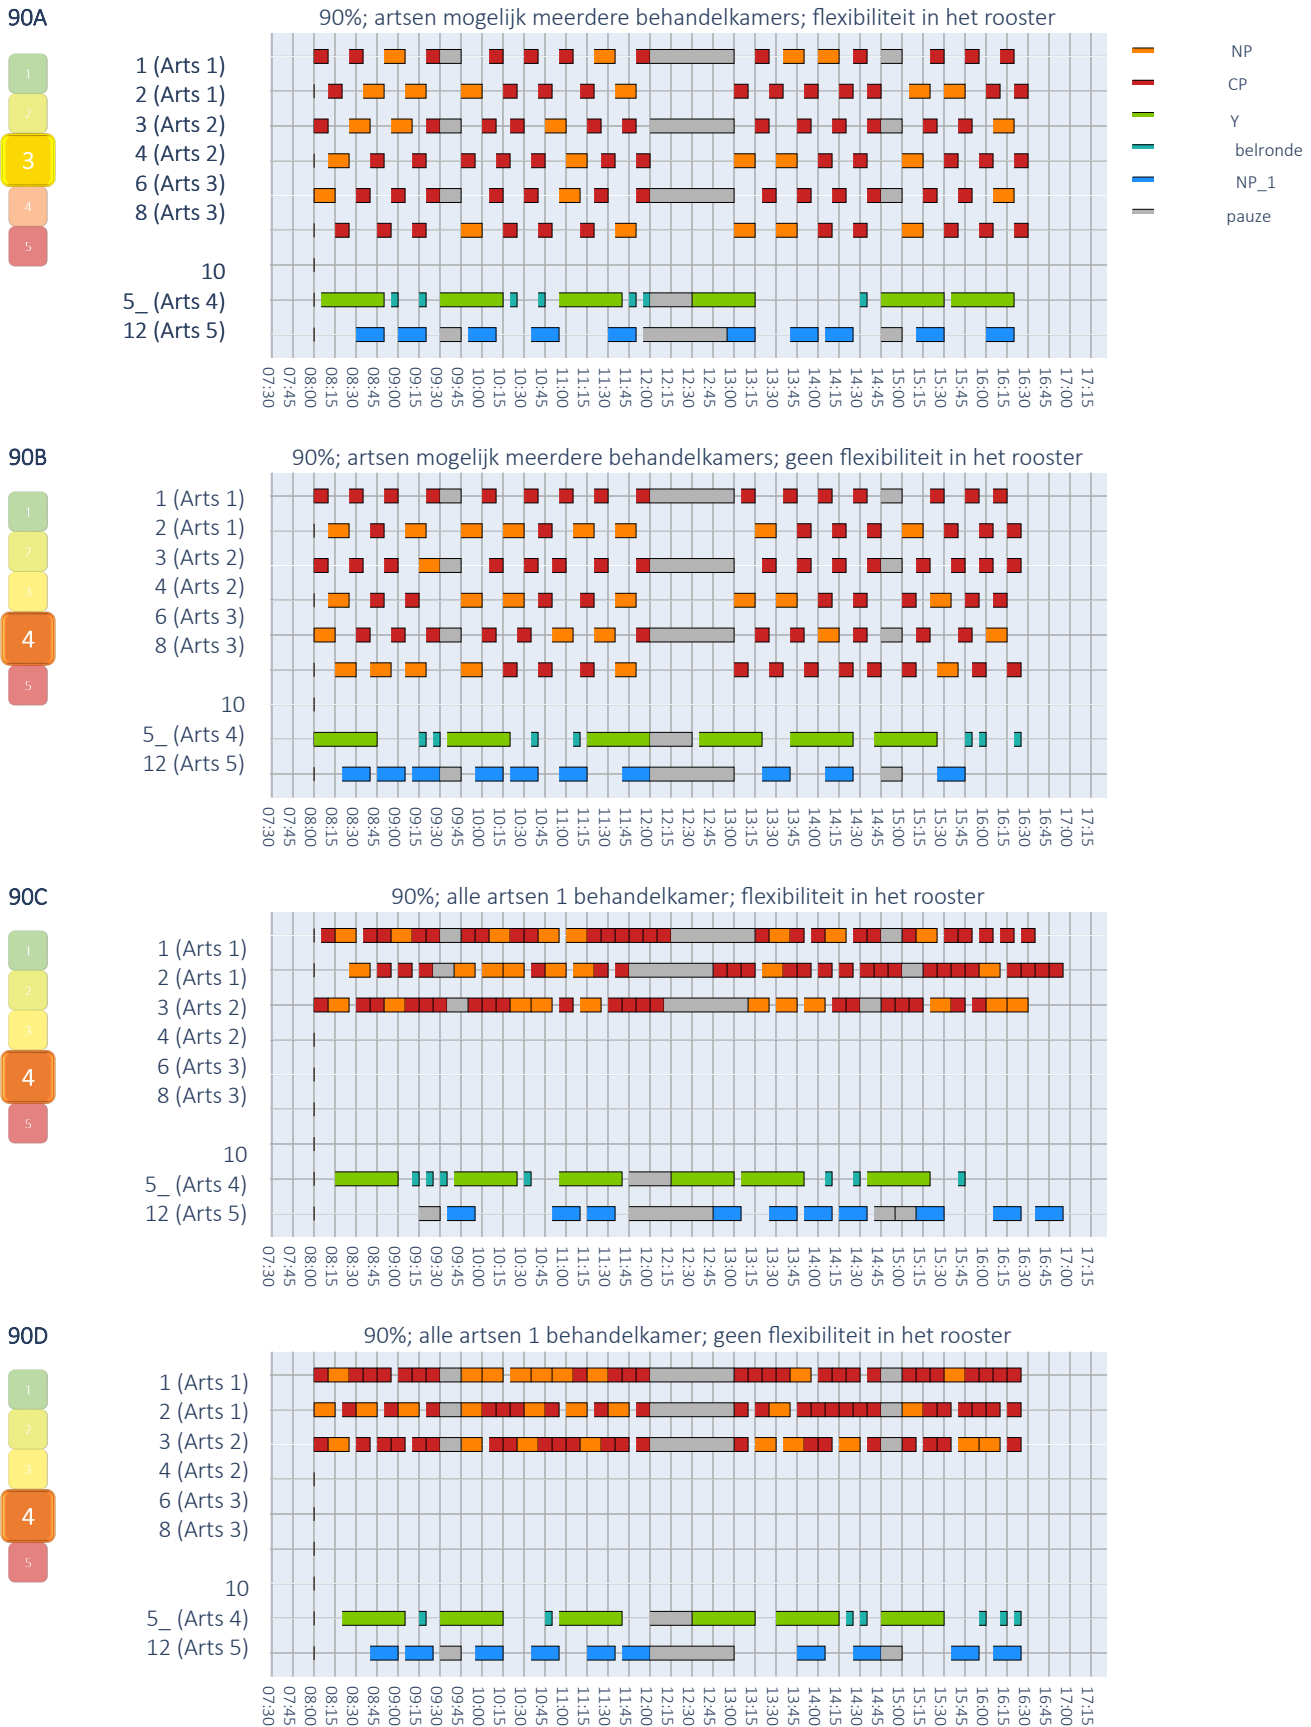 90A
90%; artsen mogelijk meerdere behandelkamers; flexibiliteit in het rooster
1
2
3
4
5
1 (Arts 1)
2 (Arts 1)
3 (Arts 2)
4 (Arts 2)
6 (Arts 3)
8 (Arts 3)
10
5_ (Arts 4)
12 (Arts 5)
NP
CP
Y
belronde
NP_1
pauze
07:30 07:45 08:00 08:15 08:30 08:45 09:00 09:15 09:30 09:45 10:00 10:15 10:30 10:45 11:00 11:15 11:30 11:45 12:00 12:15 12:30 12:45 13:00 13:15 13:30 13:45 14:00 14:15 14:30 14:45 15:00 15:15 15:30 15:45 16:00 16:15 16:30 16:45 17:00 17:15
90B
90%; artsen mogelijk meerdere behandelkamers; geen flexibiliteit in het rooster
1
2
3
4
5
1 (Arts 1)
2 (Arts 1)
3 (Arts 2)
4 (Arts 2)
6 (Arts 3)
8 (Arts 3)
10
5_ (Arts 4)
12 (Arts 5)
07:30 07:45 08:00 08:15 08:30 08:45 09:00 09:15 09:30 09:45 10:00 10:15 10:30 10:45 11:00 11:15 11:30 11:45 12:00 12:15 12:30 12:45 13:00 13:15 13:30 13:45 14:00 14:15 14:30 14:45 15:00 15:15 15:30 15:45 16:00 16:15 16:30 16:45 17:00 17:15
90C
90%; alle artsen 1 behandelkamer; flexibiliteit in het rooster
1
2
3
4
5
1 (Arts 1)
2 (Arts 1)
3 (Arts 2)
4 (Arts 2)
6 (Arts 3)
8 (Arts 3)
10
5_ (Arts 4)
12 (Arts 5)
07:30 07:45 08:00 08:15 08:30 08:45 09:00 09:15 09:30 09:45 10:00 10:15 10:30 10:45 11:00 11:15 11:30 11:45 12:00 12:15 12:30 12:45 13:00 13:15 13:30 13:45 14:00 14:15 14:30 14:45 15:00 15:15 15:30 15:45 16:00 16:15 16:30 16:45 17:00 17:15
90D
90%; alle artsen 1 behandelkamer; geen flexibiliteit in het rooster
1
2
3
4
5
1 (Arts 1)
2 (Arts 1)
3 (Arts 2)
4 (Arts 2)
6 (Arts 3)
8 (Arts 3)
10
5_ (Arts 4)
12 (Arts 5)
07:30 07:45 08:00 08:15 08:30 08:45 09:00 09:15 09:30 09:45 10:00 10:15 10:30 10:45 11:00 11:15 11:30 11:45 12:00 12:15 12:30 12:45 13:00 13:15 13:30 13:45 14:00 14:15 14:30 14:45 15:00 15:15 15:30 15:45 16:00 16:15 16:30 16:45 17:00 17:15